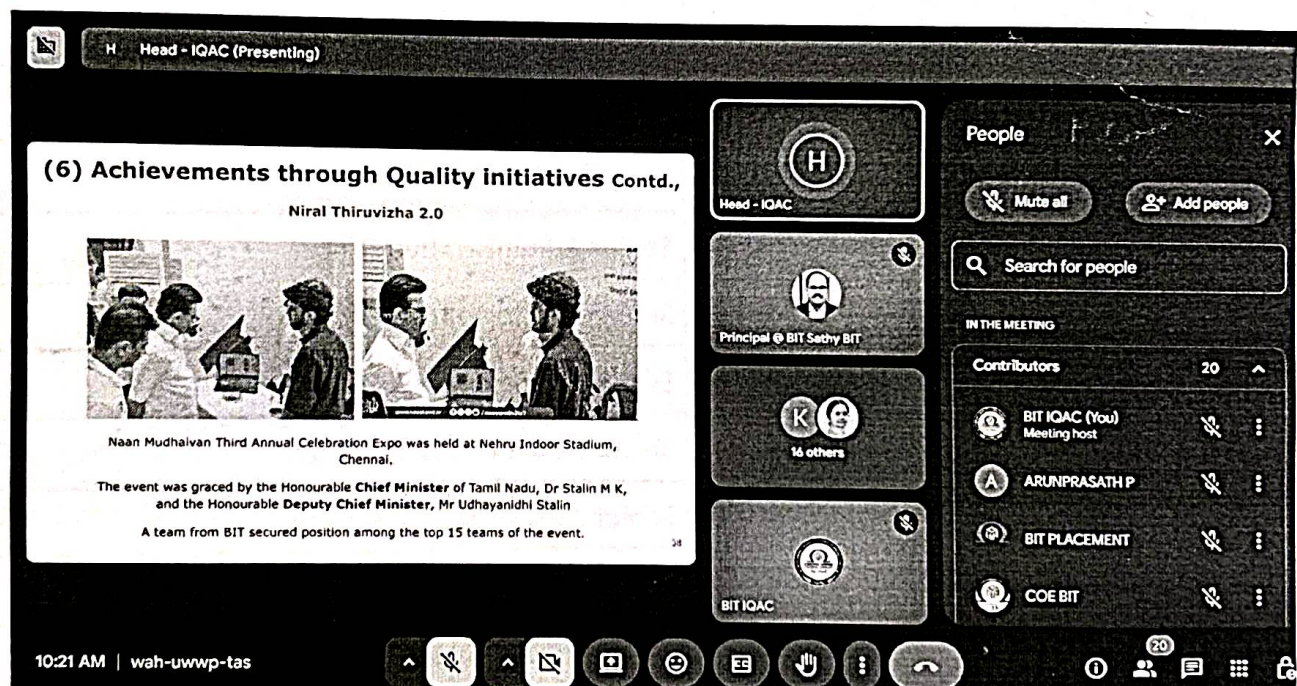 H Head - IQAC (Presenting)
(6) Achievements through Quality initiatives Contd.,
Niral Thiruvizha 2.0
Naan Mudhalvan Third Annual Celebration Expo was held at Nehru Indoor Stadium,
Chennai.
The event was graced by the Honourable Chief Minister of Tamil Nadu, Dr Stalin M K,
and the Honourable Deputy Chief Minister, Mr Udhayanidhi Stalin
A team from BIT secured position among the top 15 teams of the event.
H
Head - IQAC
Principal @ BIT Sathy BIT
K
16 others
BIT IQAC
People
Mute all
Add people
Search for people
IN THE MEETING
Contributors 20
BIT IQAC (You)
Meeting host
A ARUNPRASATH P
BIT PLACEMENT
COE BIT
10:21 AM | wah-uwwp-tas
20